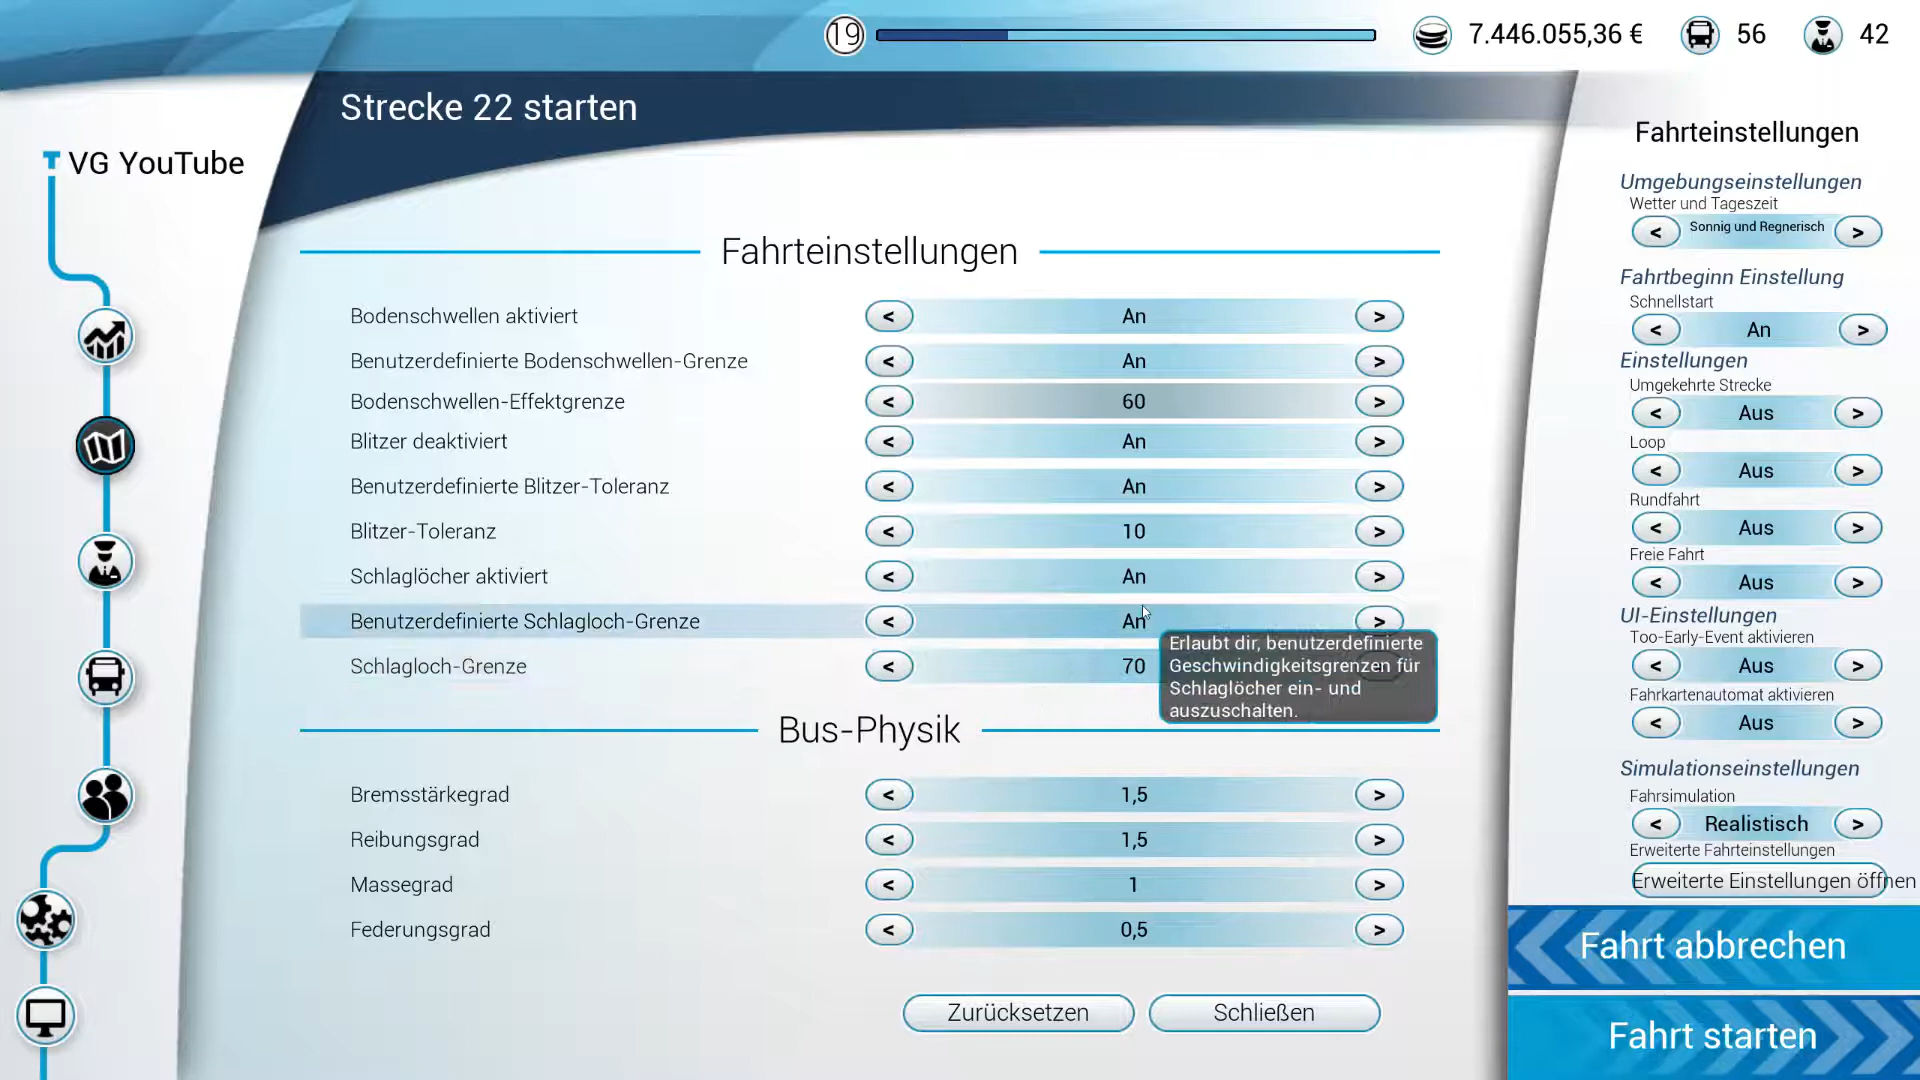 19
7.446.055,36 €
56
42
Strecke 22 starten
VG YouTube
Fahrteinstellungen
Bodenschwellen aktiviert < An >
Benutzerdefinierte Bodenschwellen-Grenze < An >
Bodenschwellen-Effektgrenze < 60 >
Blitzer deaktiviert < An >
Benutzerdefinierte Blitzer-Toleranz < An >
Blitzer-Toleranz < 10 >
Schlaglöcher aktiviert < An >
Benutzerdefinierte Schlagloch-Grenze < An >
Schlagloch-Grenze < 70
Erlaubt dir, benutzerdefinierte
Geschwindigkeitsgrenzen für
Schlaglöcher ein- und
auszuschalten.
Bus-Physik
Bremsstärkegrad < 1,5 >
Reibungsgrad < 1,5 >
Massegrad < 1 >
Federungsgrad < 0,5 >
Zurücksetzen
Schließen
Fahrteinstellungen
Umgebungseinstellungen
Wetter und Tageszeit
< Sonnig und Regnerisch >
Fahrtbeginn Einstellung
Schnellstart
< An >
Einstellungen
Umgekehrte Strecke
< Aus >
Loop
< Aus >
Rundfahrt
< Aus >
Freie Fahrt
< Aus >
UI-Einstellungen
Too-Early-Event aktivieren
< Aus >
Fahrkartenautomat aktivieren
< Aus >
Simulationseinstellungen
Fahrsimulation
< Realistisch >
Erweiterte Fahrteinstellungen
Erweiterte Einstellungen öffnen
Fahrt abbrechen
Fahrt starten